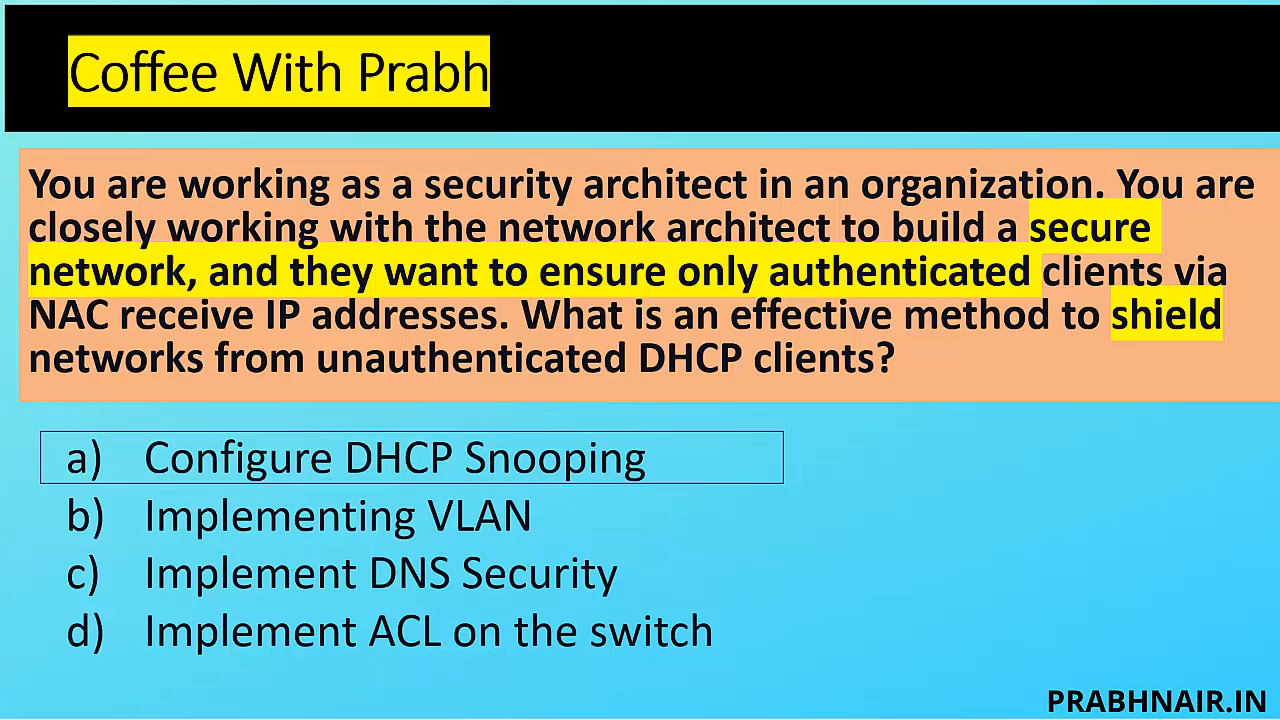 Coffee With Prabh
You are working as a security architect in an organization. You are
closely working with the network architect to build a secure
network, and they want to ensure only authenticated clients via
NAC receive IP addresses. What is an effective method to shield
networks from unauthenticated DHCP clients?
a) Configure DHCP Snooping
b) Implementing VLAN
c) Implement DNS Security
d) Implement ACL on the switch
PRABHNAIR.IN